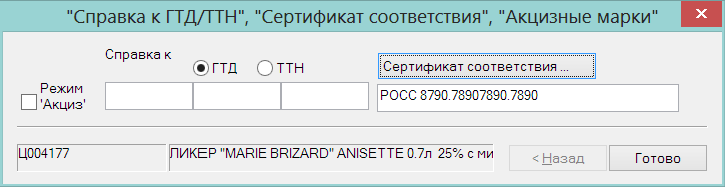 "Справка к ГТД/ТТН", "Сертификат соответствия", "Акцизные марки"
Справка к
ГТД ТТН
Сертификат соответствия ...
Режим
'Акциз'
РОСС 8790.78907890.7890
Ц004177
ЛИКЕР "MARIE BRIZARD" ANISETTE 0.7л 25% с ми
< Назад
Готово